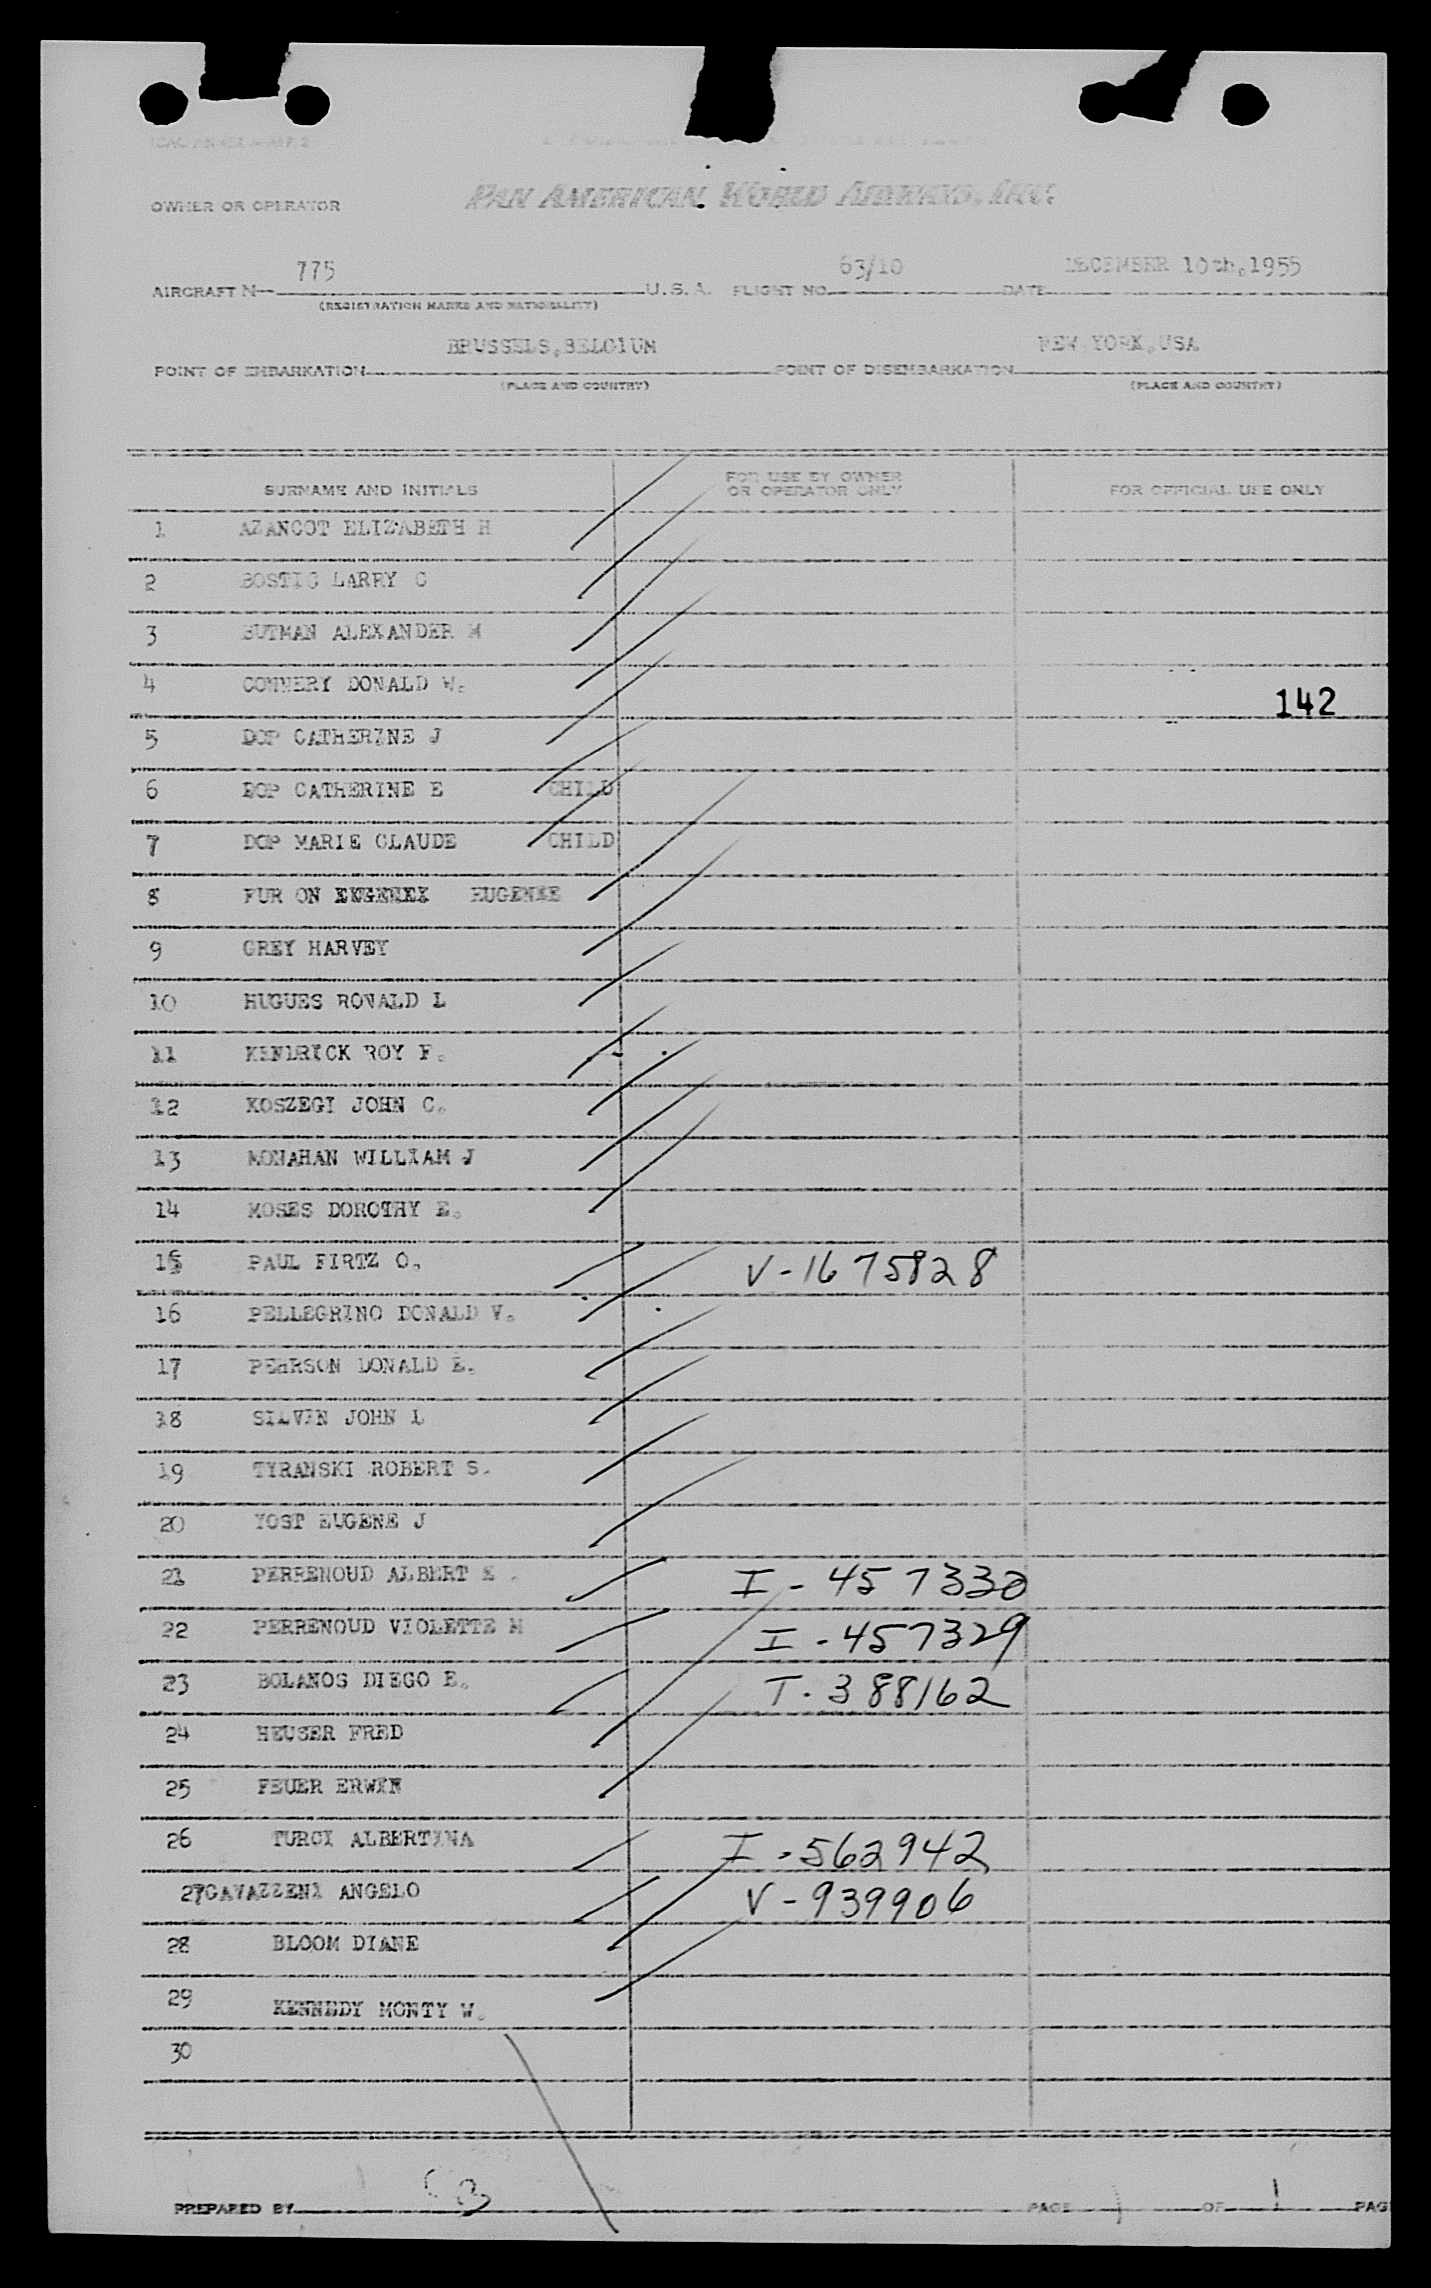 OWNER OR OPERATOR PAN AMERICAN WORLD AIRWAYS, INC.
775 63/10 DECEMBER 10th.1955
AIRCRAFT N— U.S.A. FLIGHT NO. DATE
(REGISTRATION MARKS AND NATIONALITY)
BRUSSELS,BELGIUM NEW YORK,USA
POINT OF EMBARKATION POINT OF DISEMBARKATION
(PLACE AND COUNTRY) (PLACE AND COUNTRY)
SURNAME AND INITIALS FOR USE BY OWNER OR OPERATOR ONLY FOR OFFICIAL USE ONLY
1 AZANCOT ELIZABETH H
2 BOSTIC LARRY C
3 BUTMAN ALEXANDER M
4 CONNERY DONALD W. 142
5 DOP CATHERINE J
6 DOP CATHERINE E CHILD
7 DOP MARIE CLAUDE CHILD
8 FUR ON EUGENEE
9 GREY HARVEY
10 HUGUES RONALD L
11 KENDRICK ROY F.
12 KOSZEGI JOHN C.
13 MONAHAN WILLIAM J
14 MOSES DOROTHY E.
15 PAUL FIRTZ O. V-1675828
16 PELLEGRINO DONALD V.
17 PEHRSON DONALD E.
18 SILVIN JOHN L
19 TYRANSKI ROBERT S.
20 YOST EUGENE J
21 PERRENOUD ALBERT E . I-457330
22 PERRENOUD VIOLETTE M I-457329
23 BOLANOS DIEGO E. T.388162
24 HEUSER FRED
25 FEUER ERWIN
26 TURCI ALBERTINA I-562942
27 CAVAZZENI ANGELO V-939906
28 BLOOM DIANE
29 KENNEDY MONTY W.
30
PREPARED BY PAGE 1 OF 1 PAG